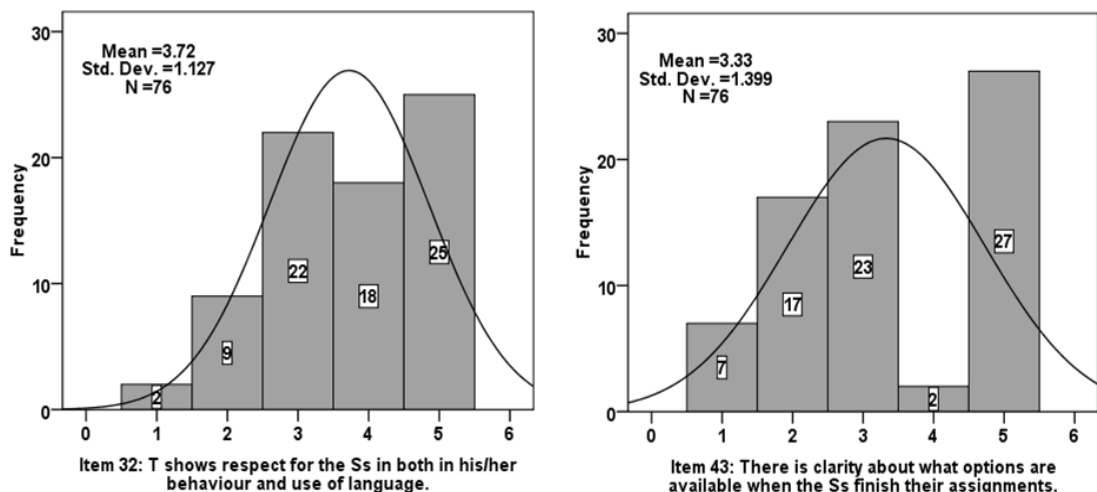 Mean =3.72
Std. Dev. =1.127
N =76
Frequency
30
20
10
0
2
9
22
18
25
0 1 2 3 4 5 6
Item 32: T shows respect for the Ss in both in his/her
behaviour and use of language.
Mean =3.33
Std. Dev. =1.399
N =76
Frequency
30
20
10
0
7
17
23
2
27
0 1 2 3 4 5 6
Item 43: There is clarity about what options are
available when the Ss finish their assignments.